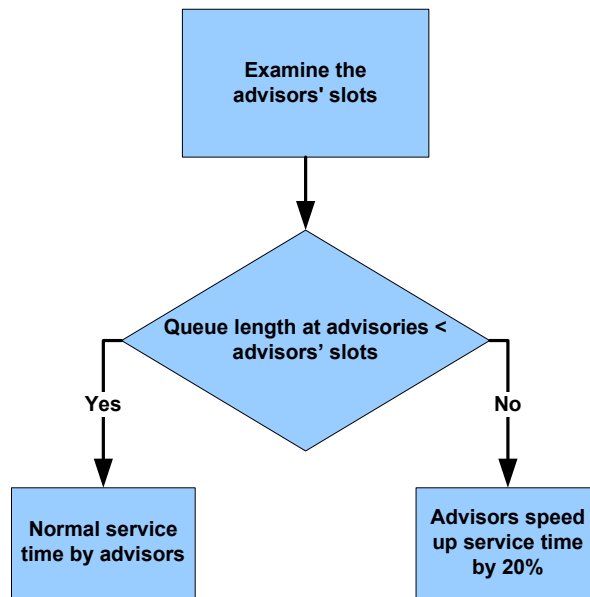 Examine the
advisors' slots
Queue length at advisories <
advisors’ slots
Yes
No
Normal service
time by advisors
Advisors speed
up service time
by 20%